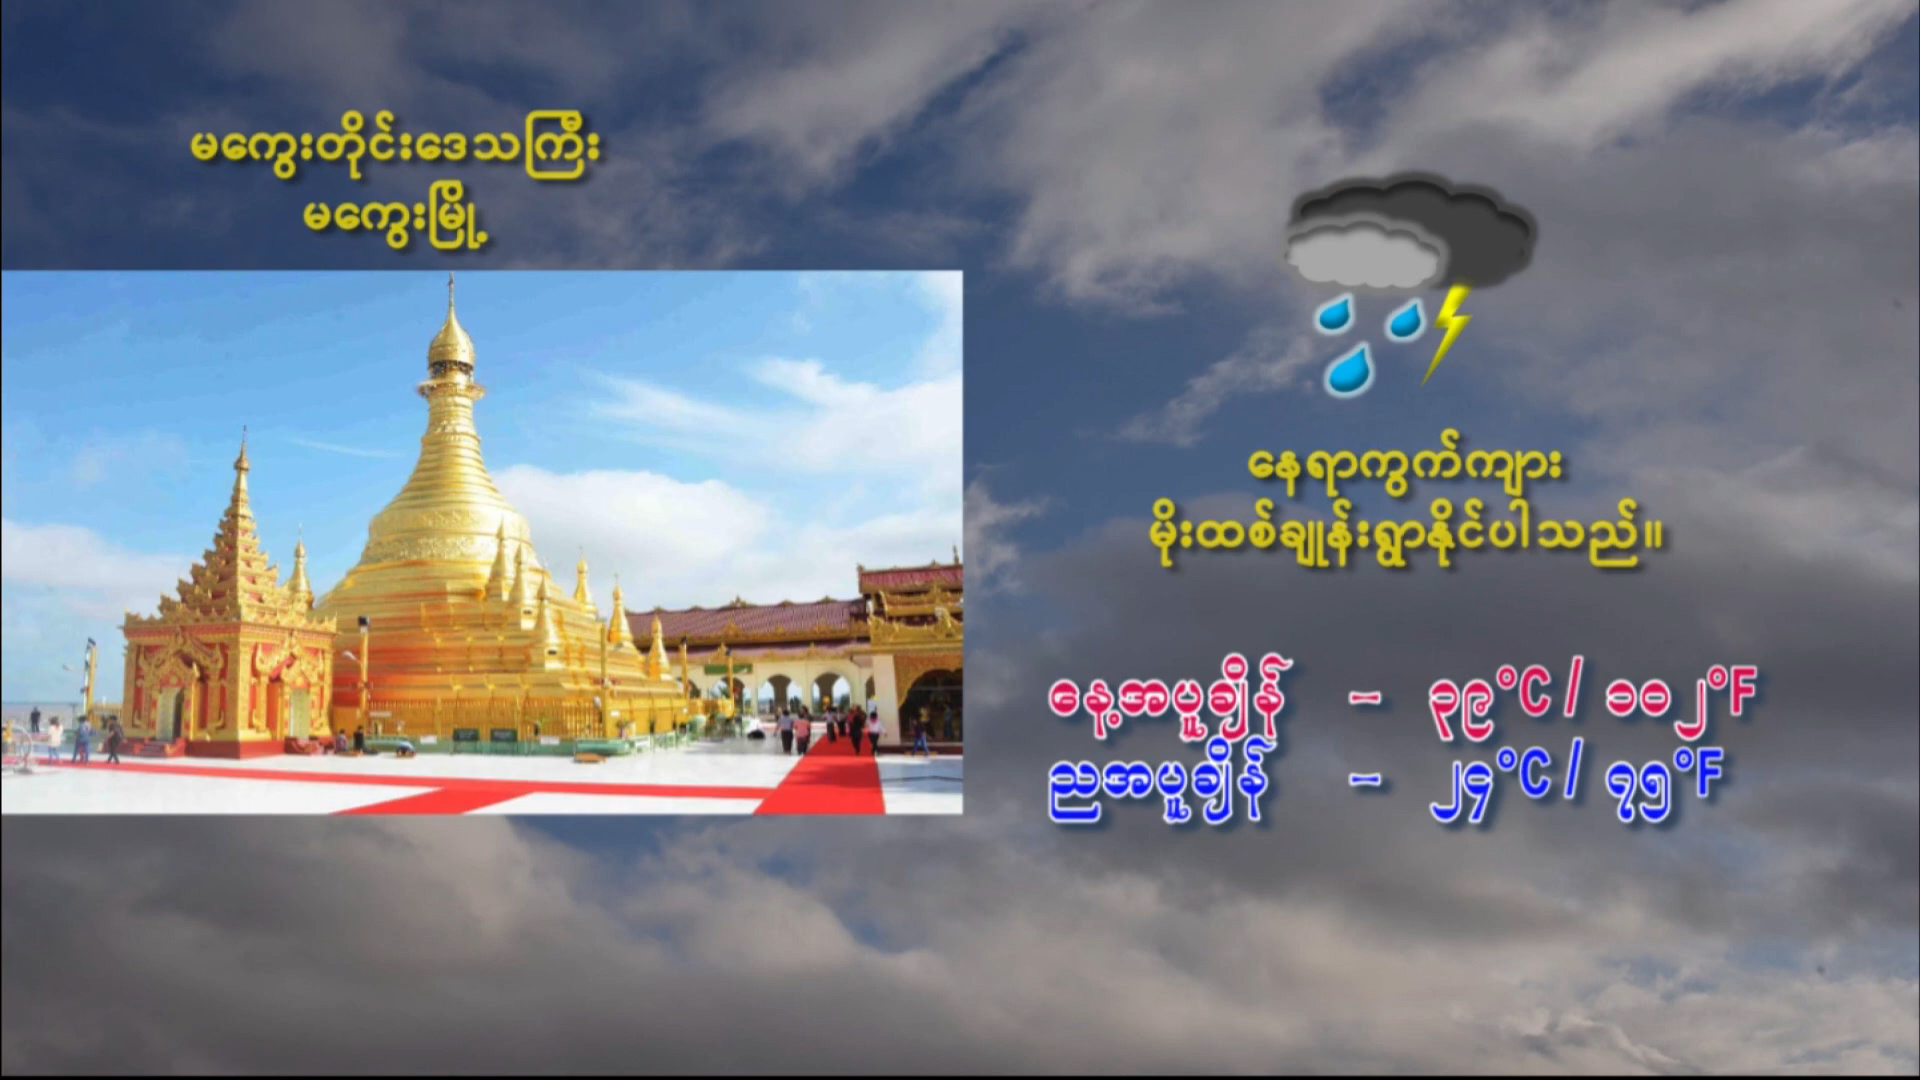 မကွေးတိုင်းဒေသကြီး
မကွေးမြို့
နေရာကွက်ကျား
မိုးထစ်ချုန်းရွာနိုင်ပါသည်။
နေ့အပူချိန် - ၃၉°C / ၁၀၂°F
ညအပူချိန် - ၂၄°C / ၇၅°F